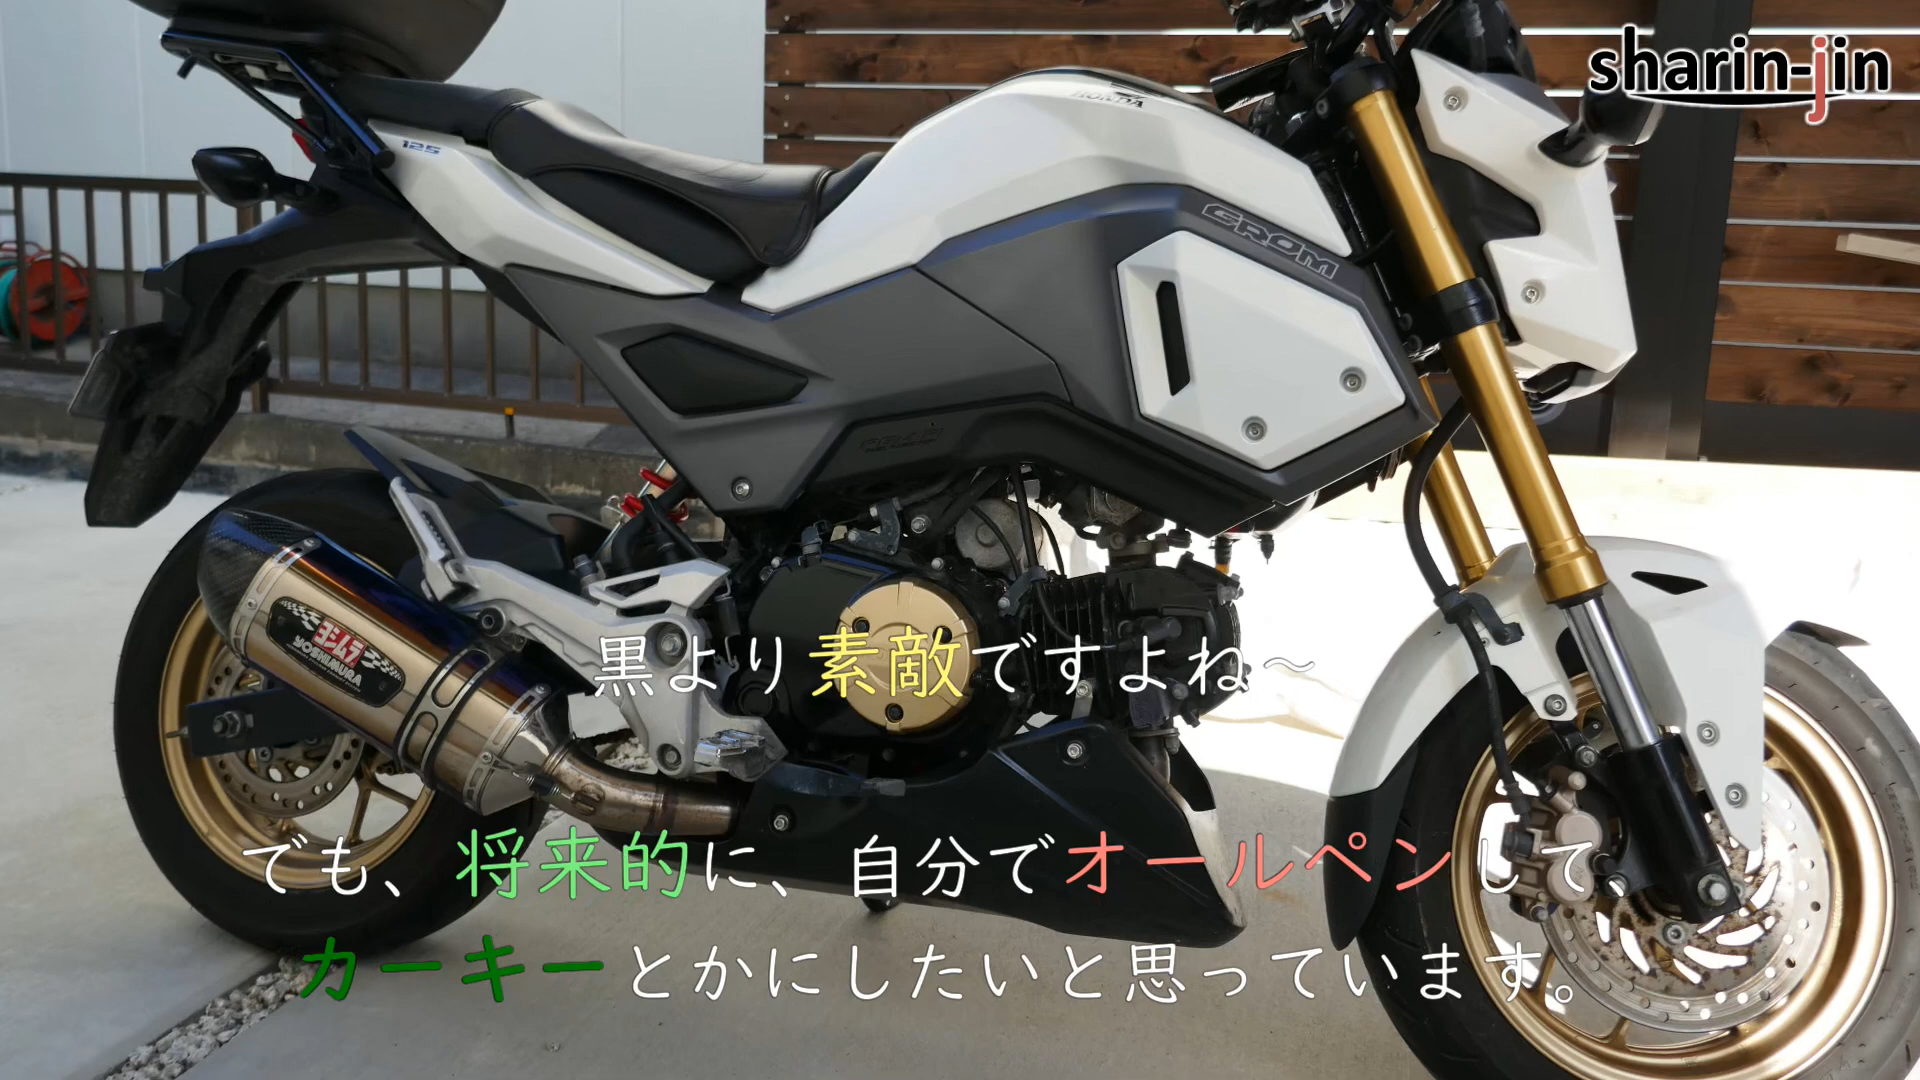 sharin-jin
HONDA
125
GROM
ヨシムラ
YOSHIMURA
黒より素敵ですよね～
でも、将来的に、自分でオールペンして、
カーキーとかにしたいと思っています。